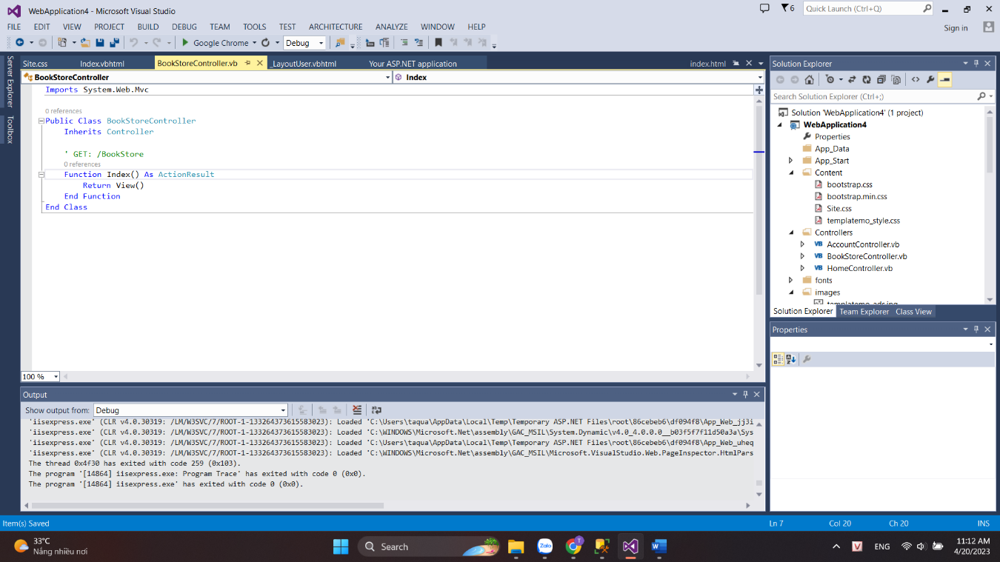 WebApplication4 - Microsoft Visual Studio
6
Quick Launch (Ctrl+Q)
FILE EDIT VIEW PROJECT BUILD DEBUG TEAM TOOLS TEST ARCHITECTURE ANALYZE WINDOW HELP
Sign in
Google Chrome
Debug
Server Explorer
Toolbox
Site.css Index.vbhtml BookStoreController.vb _LayoutUser.vbhtml Your ASP.NET application index.html
BookStoreController Index
Imports System.Web.Mvc
0 references
Public Class BookStoreController
Inherits Controller
' GET: /BookStore
0 references
Function Index() As ActionResult
Return View()
End Function
End Class
100 %
Solution Explorer
Search Solution Explorer (Ctrl+;)
Solution 'WebApplication4' (1 project)
WebApplication4
Properties
App_Data
App_Start
Content
bootstrap.css
bootstrap.min.css
Site.css
templatemo_style.css
Controllers
VB AccountController.vb
VB BookStoreController.vb
VB HomeController.vb
fonts
images
templatemo_ads.jpg
Solution Explorer Team Explorer Class View
Properties
Output
Show output from: Debug
'iisexpress.exe' (CLR v4.0.30319: /LM/W3SVC/7/ROOT-1-133264373615583023): Loaded 'C:\Users\taqua\AppData\Local\Temp\Temporary ASP.NET Files\root\86cebeb6\df094f8\App_Web_jj3i
'iisexpress.exe' (CLR v4.0.30319: /LM/W3SVC/7/ROOT-1-133264373615583023): Loaded 'C:\WINDOWS\Microsoft.Net\assembly\GAC_MSIL\System.Dynamic\v4.0_4.0.0.0__b03f5f7f11d50a3a\Sys
'iisexpress.exe' (CLR v4.0.30319: /LM/W3SVC/7/ROOT-1-133264373615583023): Loaded 'C:\Users\taqua\AppData\Local\Temp\Temporary ASP.NET Files\root\86cebeb6\df094f8\App_Web_uheq
'iisexpress.exe' (CLR v4.0.30319: /LM/W3SVC/7/ROOT-1-133264373615583023): Loaded 'C:\WINDOWS\Microsoft.Net\assembly\GAC_MSIL\Microsoft.VisualStudio.Web.PageInspector.HtmlPars
The thread 0x4f30 has exited with code 259 (0x103).
The program '[14864] iisexpress.exe: Program Trace' has exited with code 0 (0x0).
The program '[14864] iisexpress.exe' has exited with code 0 (0x0).
Item(s) Saved
Ln 7 Col 20 Ch 20 INS
33°C
Nắng nhiều nơi
Search
Zalo
T
V
ENG
11:12 AM
4/20/2023